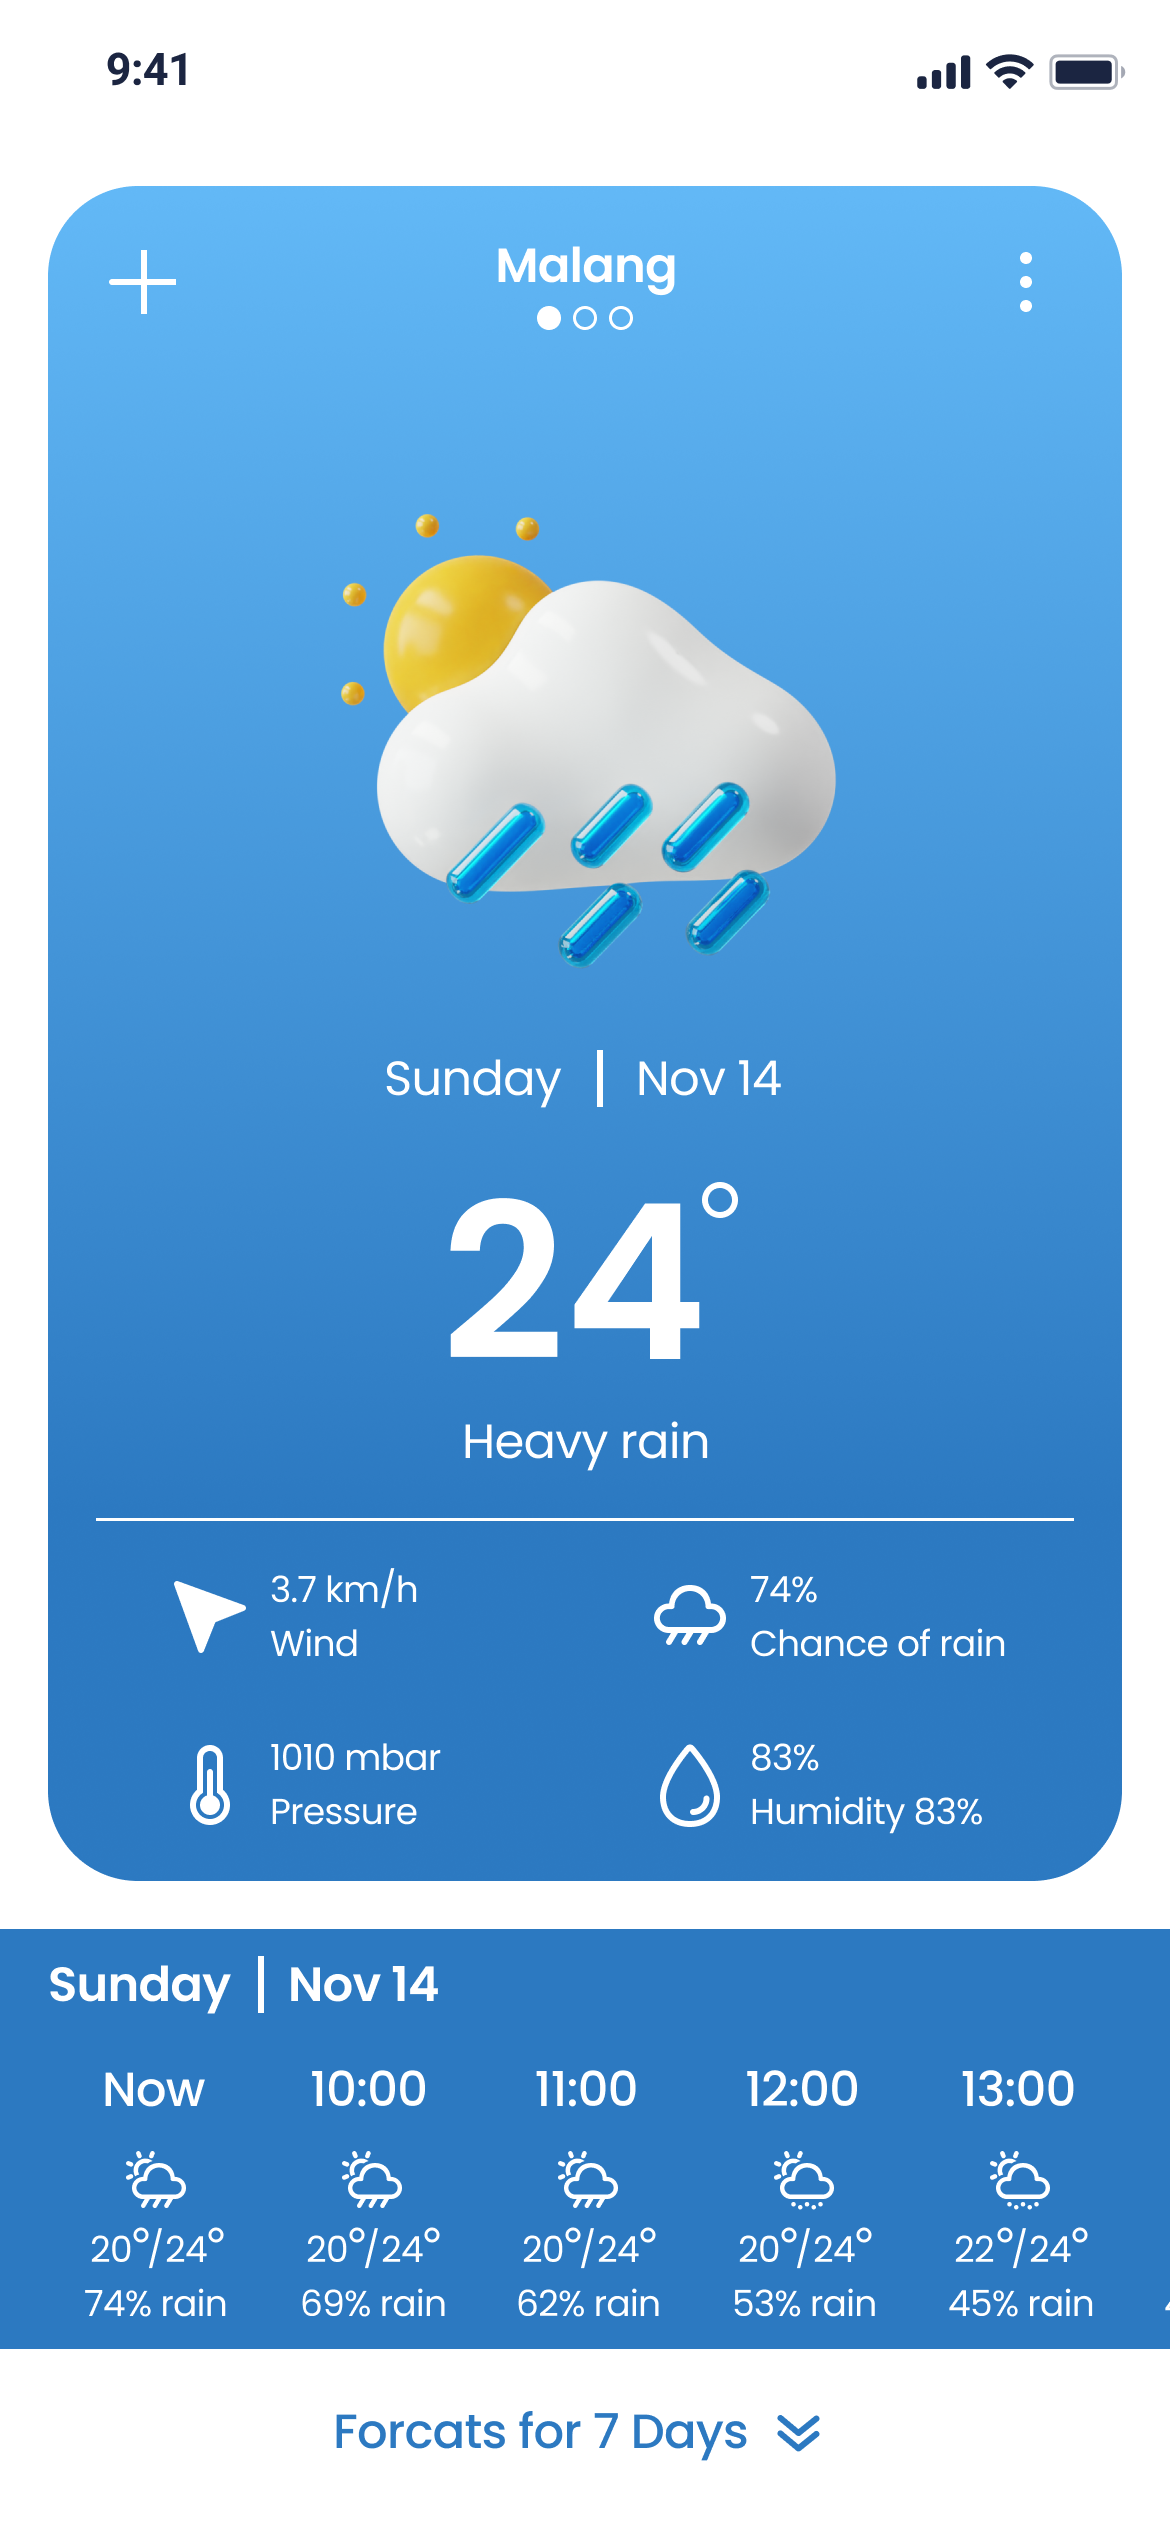 9:41
Malang
Sunday | Nov 14
24°
Heavy rain
3.7 km/h
Wind
74%
Chance of rain
1010 mbar
Pressure
83%
Humidity 83%
Sunday | Nov 14
Now 10:00 11:00 12:00 13:00
20°/24° 20°/24° 20°/24° 20°/24° 22°/24°
74% rain 69% rain 62% rain 53% rain 45% rain
Forcats for 7 Days